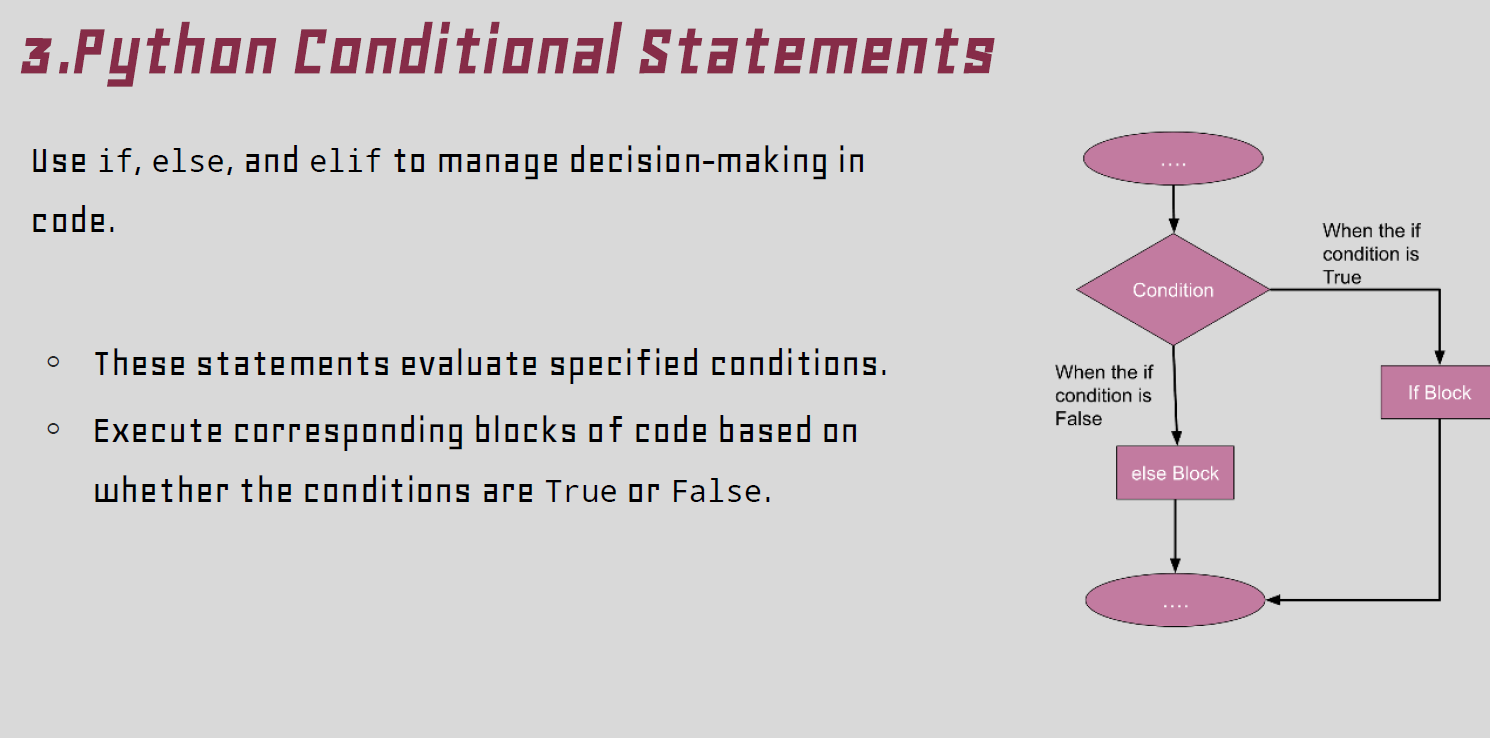 3.Python Conditional Statements
Use if, else, and elif to manage decision-making in
code.
○ These statements evaluate specified conditions.
○ Execute corresponding blocks of code based on
whether the conditions are True or False.
....
Condition
When the if
condition is
True
When the if
condition is
False
If Block
else Block
....